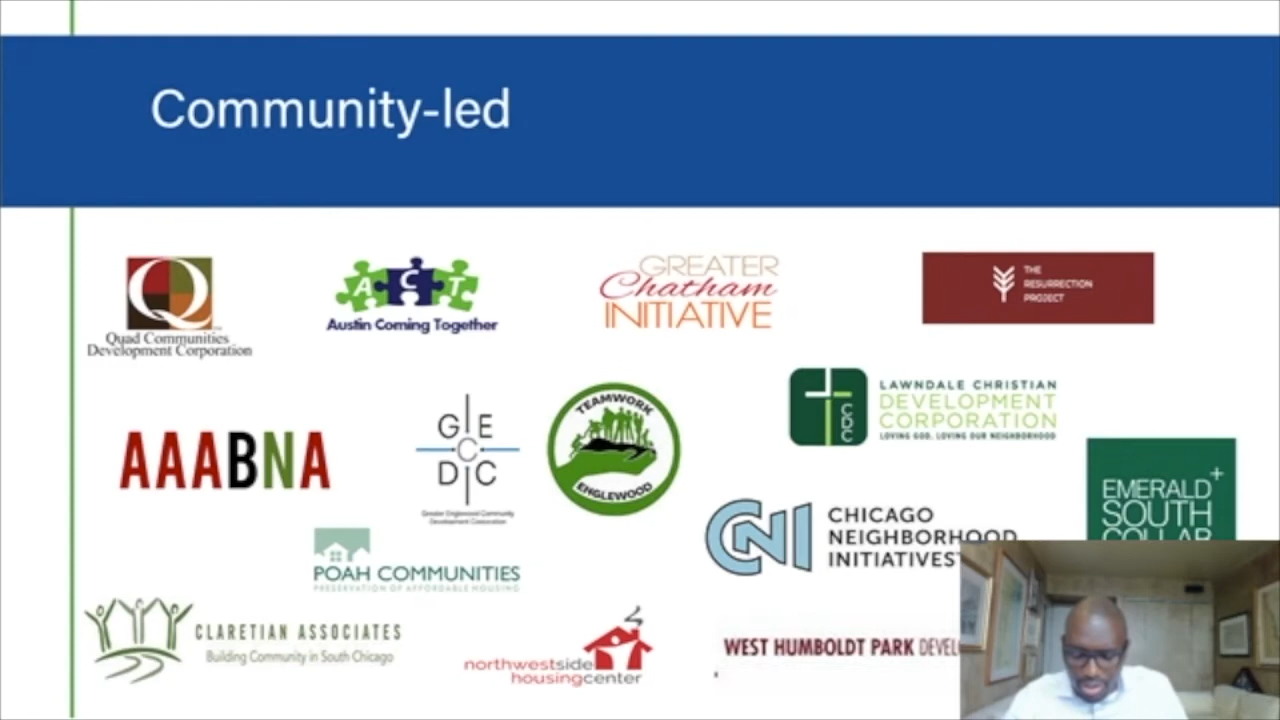 Community-led
Q
Quad Communities
Development Corporation
ACT
Austin Coming Together
GREATER
Chatham
INITIATIVE
THE
RESURRECTION
PROJECT
AAABNA
G E
C
D C
Greater Englewood Community
Development Corporation
TEAMWORK
ENGLEWOOD
CDC
LAWNDALE CHRISTIAN
DEVELOPMENT
CORPORATION
LOVING GOD, LOVING OUR NEIGHBORHOOD
EMERALD+
SOUTH
COLLAB
CNI
CHICAGO
NEIGHBORHOOD
INITIATIVES
POAH COMMUNITIES
PRESERVATION OF AFFORDABLE HOUSING
CLARETIAN ASSOCIATES
Building Community in South Chicago
northwestside
housingcenter
WEST HUMBOLDT PARK DEVEL